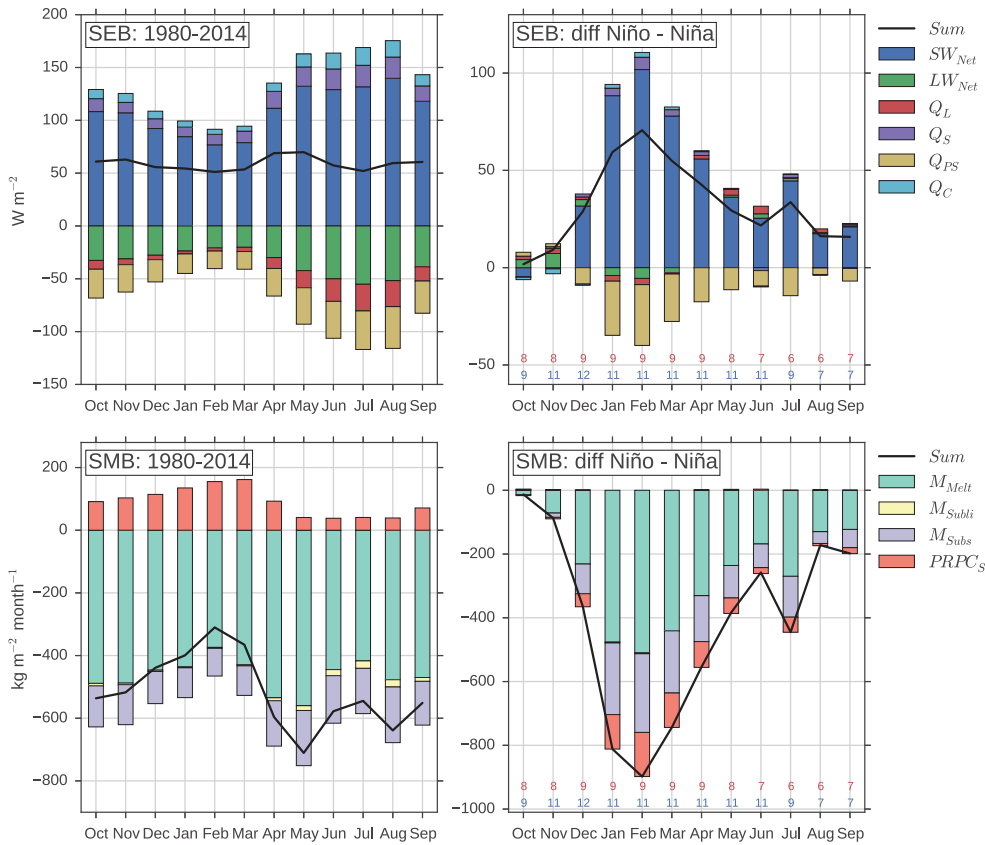 SEB: 1980-2014
200
150
100
50
0
−50
−100
−150
W m−2
Oct Nov Dec Jan Feb Mar Apr May Jun Jul Aug Sep
SEB: diff Niño - Niña
100
50
0
−50
8 8 9 9 9 9 9 8 7 6 6 7
9 11 12 11 11 11 11 11 11 9 7 7
Oct Nov Dec Jan Feb Mar Apr May Jun Jul Aug Sep
Sum
SW_Net
LW_Net
Q_L
Q_S
Q_PS
Q_C
SMB: 1980-2014
200
0
−200
−400
−600
−800
kg m−2 month−1
Oct Nov Dec Jan Feb Mar Apr May Jun Jul Aug Sep
SMB: diff Niño - Niña
0
−200
−400
−600
−800
−1000
8 8 9 9 9 9 9 8 7 6 6 7
9 11 12 11 11 11 11 11 11 9 7 7
Oct Nov Dec Jan Feb Mar Apr May Jun Jul Aug Sep
Sum
M_Melt
M_Subli
M_Subs
PRPC_S